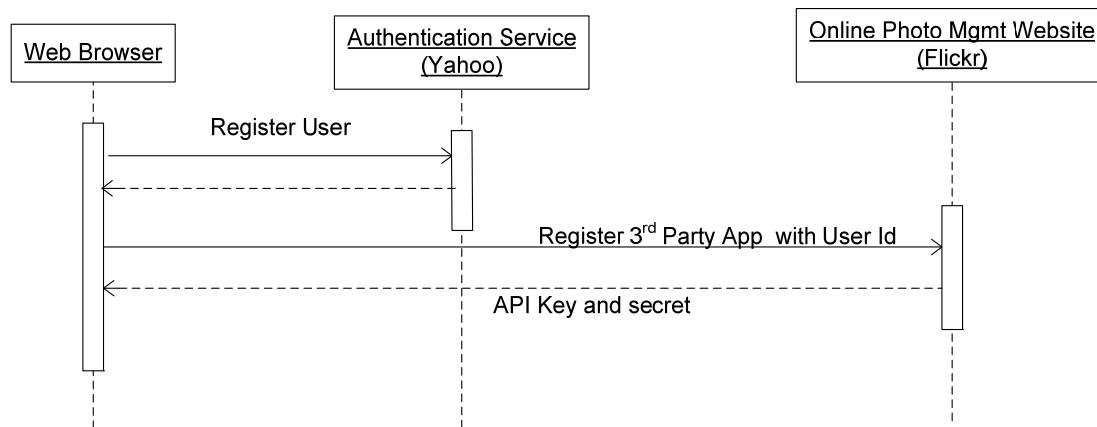 Web Browser
Authentication Service
(Yahoo)
Online Photo Mgmt Website
(Flickr)
Register User
Register 3rd Party App with User Id
API Key and secret